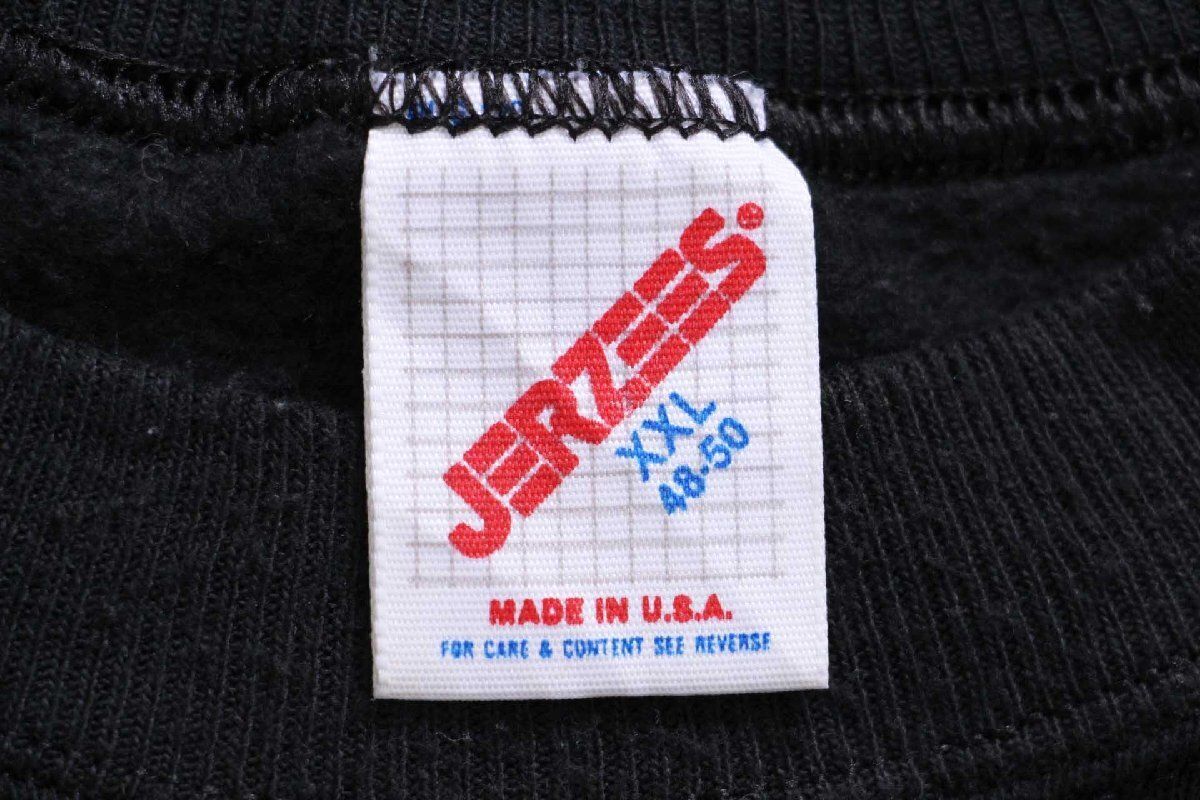 JERZEES®
XXL
48-50
MADE IN U.S.A.
FOR CARE & CONTENT SEE REVERSE